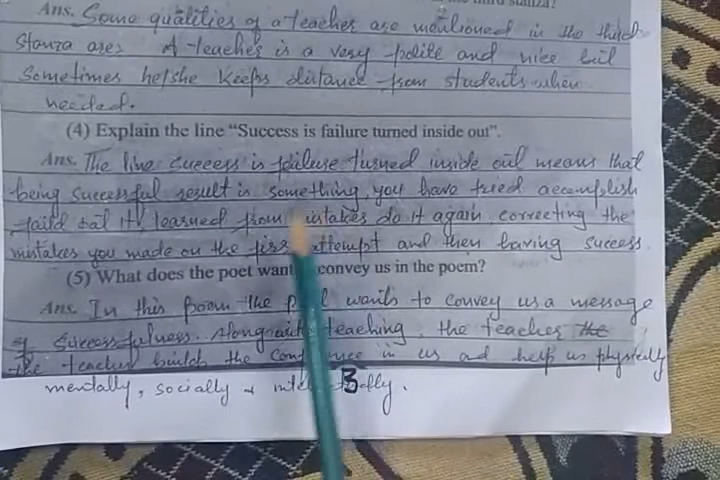 Ans. Some qualities of a teacher are mentioned in the third
Stanza are: A teacher is a very polite and nice but
Sometimes he/she keeps distance from students when
needed.
(4) Explain the line "Success is failure turned inside out".
Ans. The line success is failure turned inside out means that
being successful result in something, you have tried accomplish
faild at it, learned from mistakes do it again correcting the
mistakes you made on the first attempt and then having success
(5) What does the poet want convey us in the poem?
Ans. In this poem the wants to convey us a message
of Successfulness. Along with teaching, the teacher the
the teacher builds the in us and help us physically
mentally, socially &
B